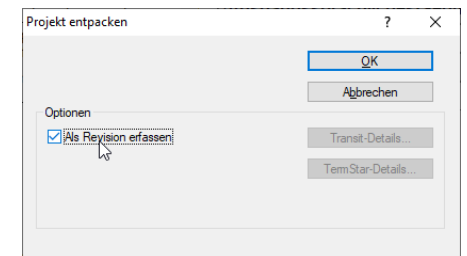 Projekt entpacken
?
OK
Abbrechen
Optionen
Als Revision erfassen
Transit-Details...
TermStar-Details...